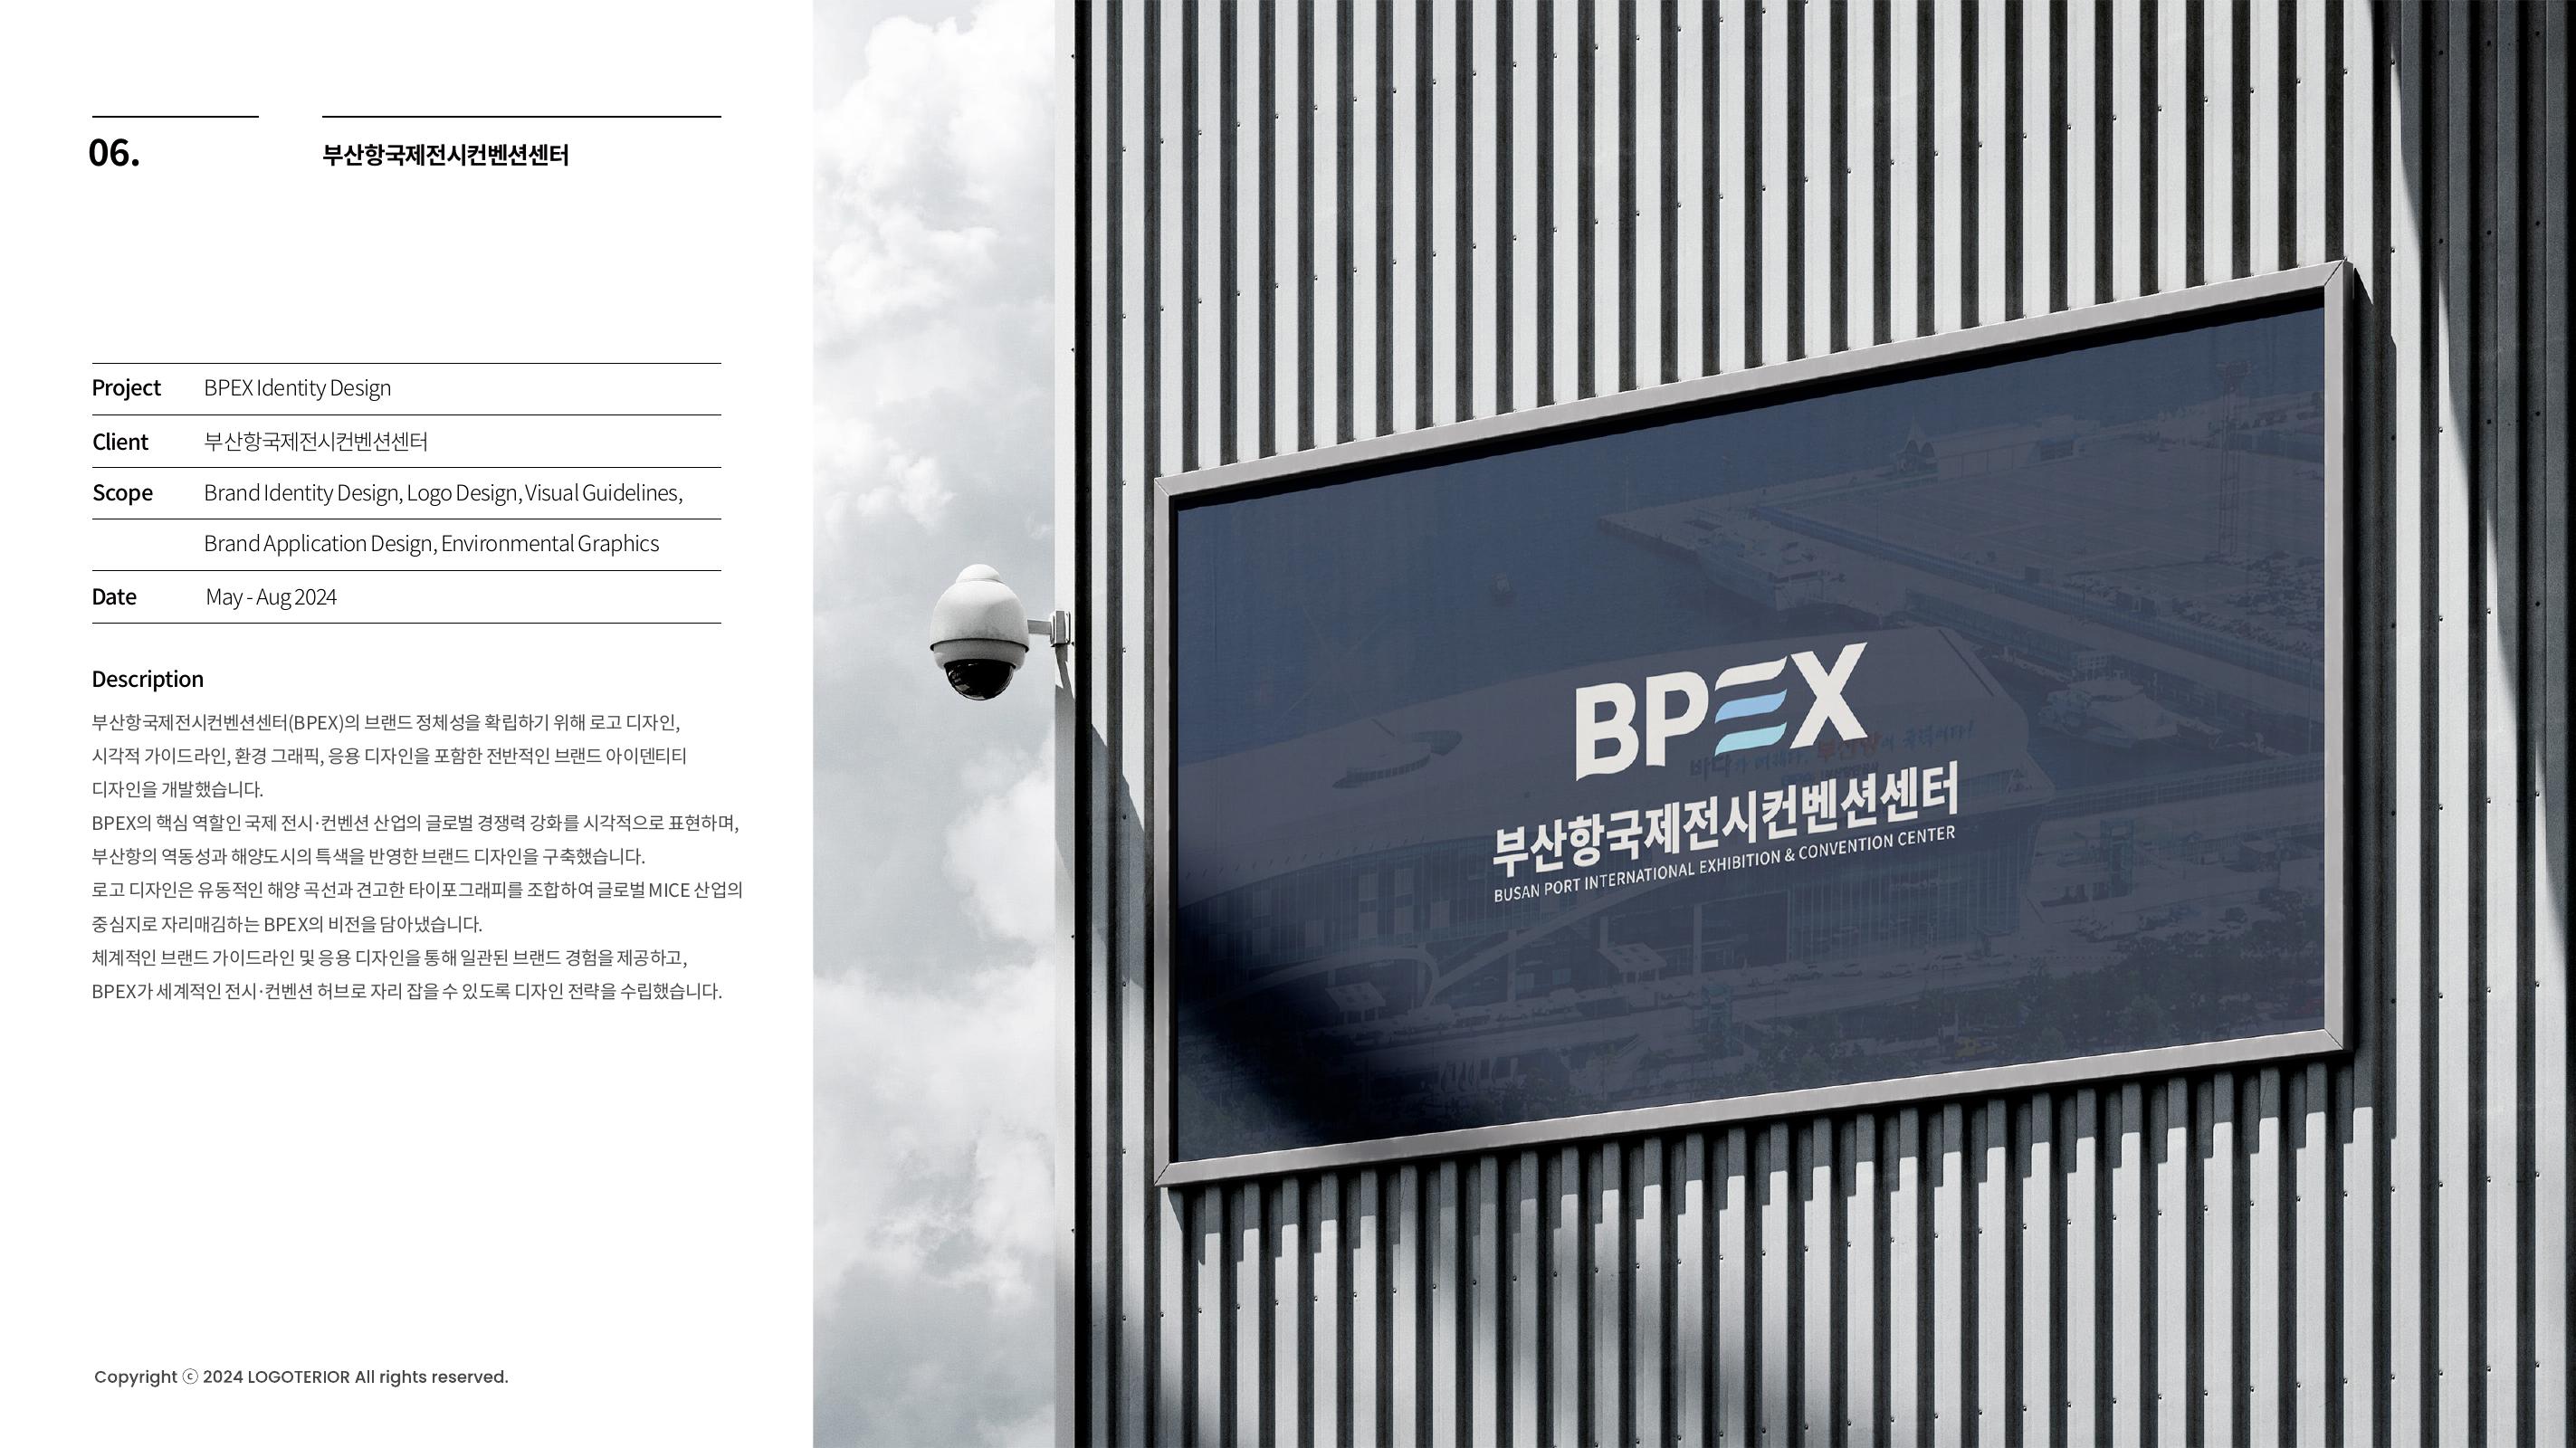 06.
부산항국제전시컨벤션센터
Project BPEX Identity Design
Client 부산항국제전시컨벤션센터
Scope Brand Identity Design, Logo Design, Visual Guidelines,
Brand Application Design, Environmental Graphics
Date May - Aug 2024
Description
부산항국제전시컨벤션센터(BPEX)의 브랜드 정체성을 확립하기 위해 로고 디자인,
시각적 가이드라인, 환경 그래픽, 응용 디자인을 포함한 전반적인 브랜드 아이덴티티
디자인을 개발했습니다.
BPEX의 핵심 역할인 국제 전시·컨벤션 산업의 글로벌 경쟁력 강화를 시각적으로 표현하며,
부산항의 역동성과 해양도시의 특색을 반영한 브랜드 디자인을 구축했습니다.
로고 디자인은 유동적인 해양 곡선과 견고한 타이포그래피를 조합하여 글로벌 MICE 산업의
중심지로 자리매김하는 BPEX의 비전을 담아냈습니다.
체계적인 브랜드 가이드라인 및 응용 디자인을 통해 일관된 브랜드 경험을 제공하고,
BPEX가 세계적인 전시·컨벤션 허브로 자리 잡을 수 있도록 디자인 전략을 수립했습니다.
Copyright ⓒ 2024 LOGOTERIOR All rights reserved.
BPEX
부산항국제전시컨벤션센터
BUSAN PORT INTERNATIONAL EXHIBITION & CONVENTION CENTER